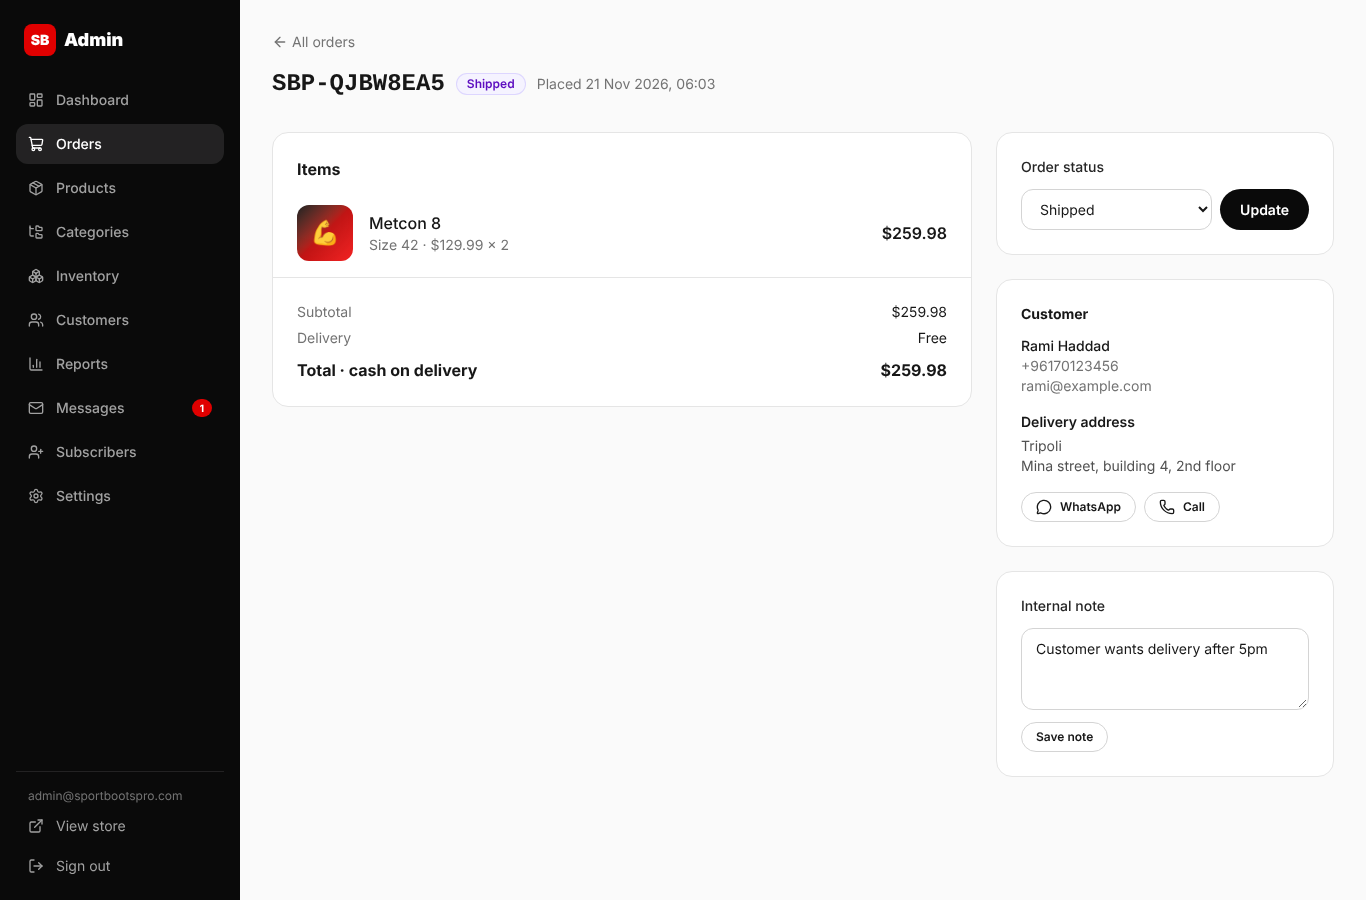 SB Admin
Dashboard
Orders
Products
Categories
Inventory
Customers
Reports
Messages 1
Subscribers
Settings
admin@sportbootspro.com
View store
Sign out
← All orders
SBP-QJBW8EA5 Shipped Placed 21 Nov 2026, 06:03
Items
Metcon 8
Size 42 · $129.99 × 2
$259.98
Subtotal $259.98
Delivery Free
Total · cash on delivery $259.98
Order status
Shipped Update
Customer
Rami Haddad
+96170123456
rami@example.com
Delivery address
Tripoli
Mina street, building 4, 2nd floor
WhatsApp Call
Internal note
Customer wants delivery after 5pm
Save note